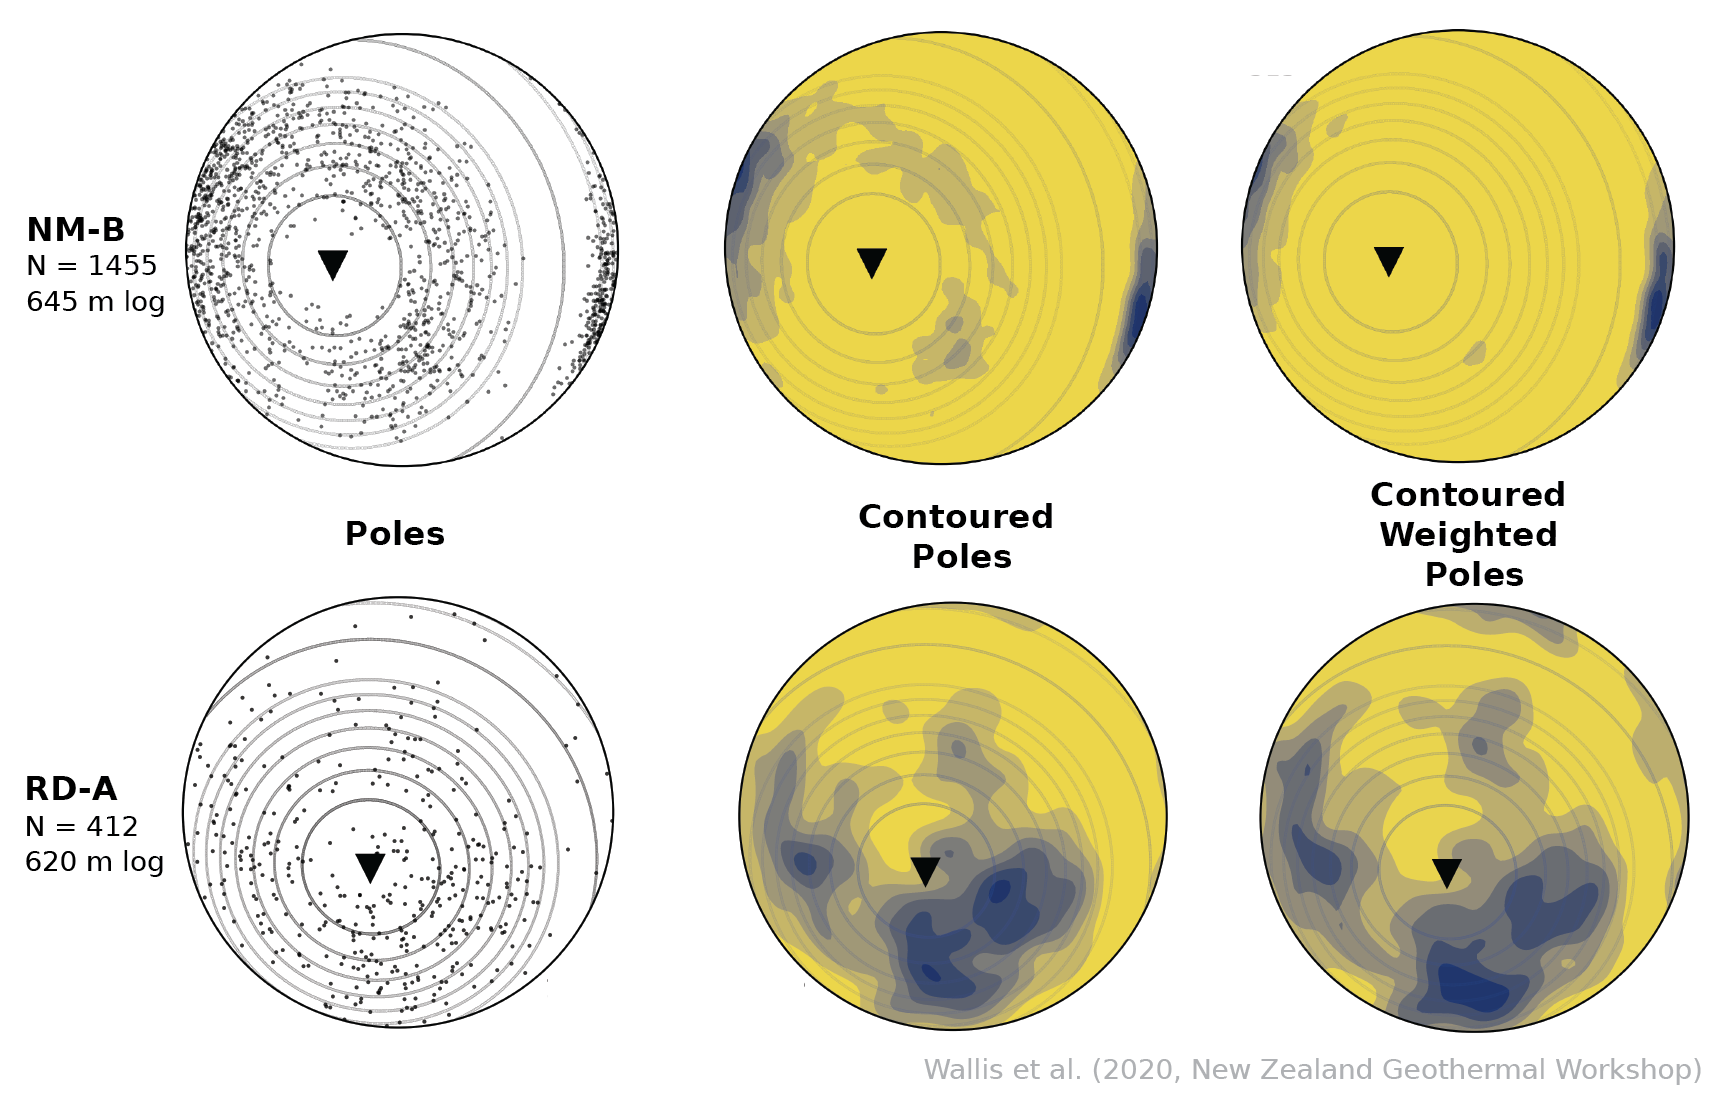 NM-B
N = 1455
645 m log
Poles
Contoured
Poles
Contoured
Weighted
Poles
RD-A
N = 412
620 m log
Wallis et al. (2020, New Zealand Geothermal Workshop)